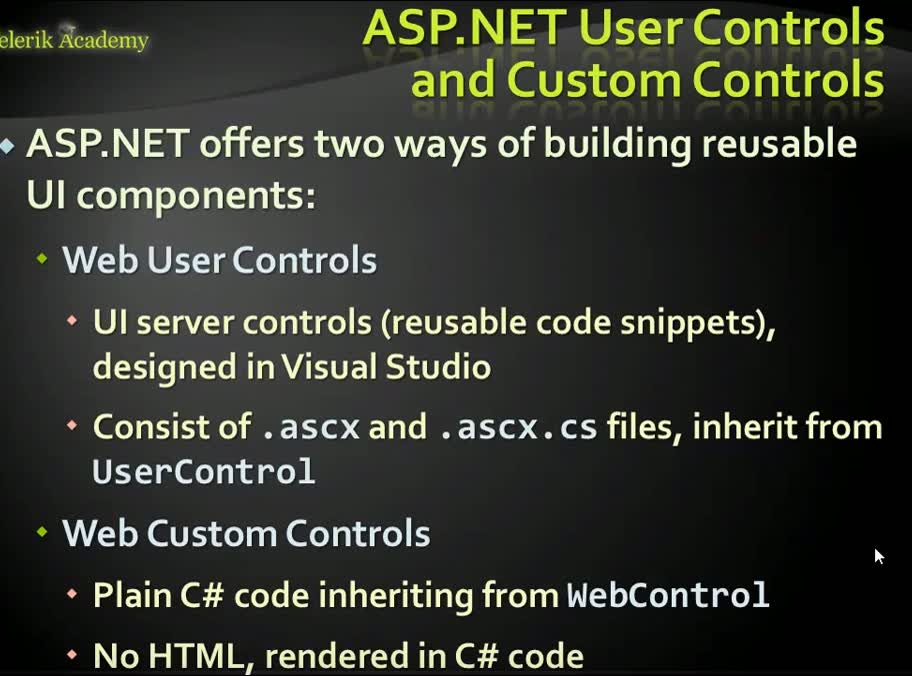 elerik Academy
ASP.NET User Controls
and Custom Controls
ASP.NET offers two ways of building reusable
UI components:
Web User Controls
UI server controls (reusable code snippets),
designed in Visual Studio
Consist of .ascx and .ascx.cs files, inherit from
UserControl
Web Custom Controls
Plain C# code inheriting from WebControl
No HTML, rendered in C# code